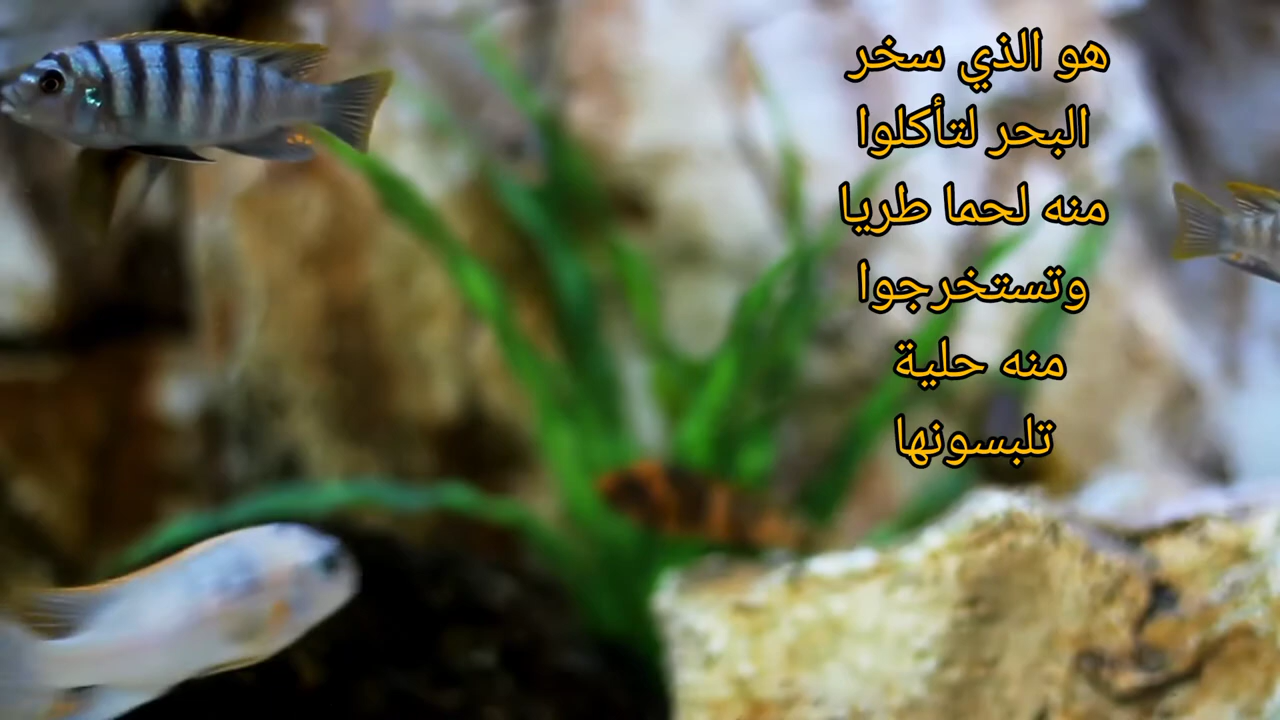 هو الذي سخر
البحر لتأكلوا
منه لحما طريا
وتستخرجوا
منه حلية
تلبسونها